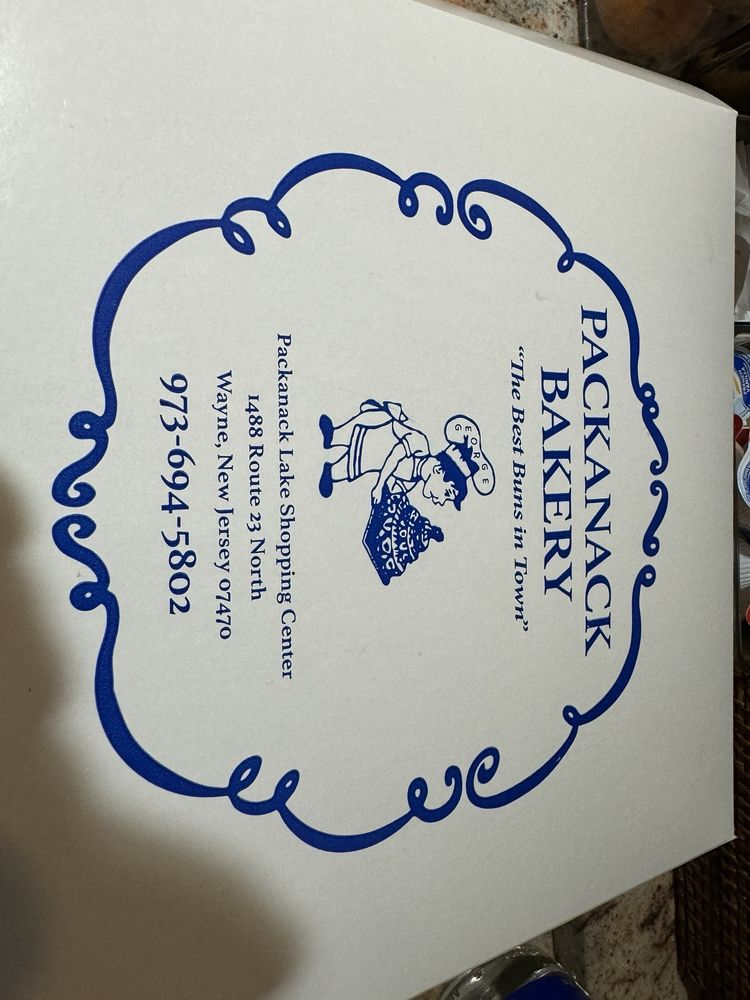 PACKANACK
BAKERY
“The Best Buns in Town”
GEORGE
Packanack Lake Shopping Center
1488 Route 23 North
Wayne, New Jersey 07470
973-694-5802